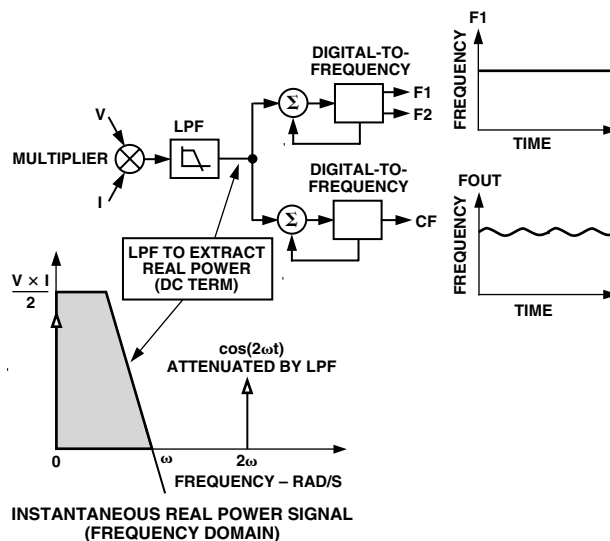 F1
DIGITAL-TO-
FREQUENCY
F1
F2
FREQUENCY
TIME
V
LPF
MULTIPLIER
I
Σ
DIGITAL-TO-
FREQUENCY
Σ
CF
FOUT
FREQUENCY
TIME
LPF TO EXTRACT
REAL POWER
(DC TERM)
V × I
2
cos(2ωt)
ATTENUATED BY LPF
0
ω
2ω
FREQUENCY – RAD/S
INSTANTANEOUS REAL POWER SIGNAL
(FREQUENCY DOMAIN)